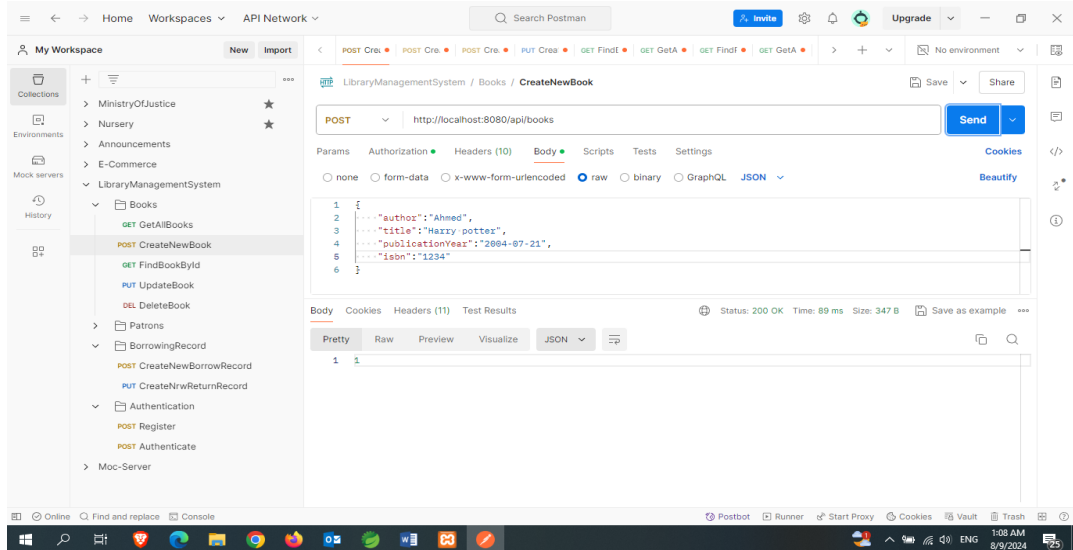 Home Workspaces API Network Search Postman Invite Upgrade
My Workspace New Import POST Cre POST Cre. POST Cre. PUT Crea GET Find GET GetA GET Find GET GetA No environment
Collections
Environments
Mock servers
History
MinistryOfJustice
Nursery
Announcements
E-Commerce
LibraryManagementSystem
Books
GET GetAllBooks
POST CreateNewBook
GET FindBookById
PUT UpdateBook
DEL DeleteBook
Patrons
BorrowingRecord
POST CreateNewBorrowRecord
PUT CreateNrwReturnRecord
Authentication
POST Register
POST Authenticate
Moc-Server
LibraryManagementSystem / Books / CreateNewBook Save Share
POST http://localhost:8080/api/books Send
Params Authorization Headers (10) Body Scripts Tests Settings Cookies
none form-data x-www-form-urlencoded raw binary GraphQL JSON Beautify
1 {
2 "author":"Ahmed",
3 "title":"Harry potter",
4 "publicationYear":"2004-07-21",
5 "isbn":"1234"
6 }
Body Cookies Headers (11) Test Results Status: 200 OK Time: 89 ms Size: 347 B Save as example
Pretty Raw Preview Visualize JSON
1 1
Online Find and replace Console Postbot Runner Start Proxy Cookies Vault Trash
ENG 1:08 AM
8/9/2024 25